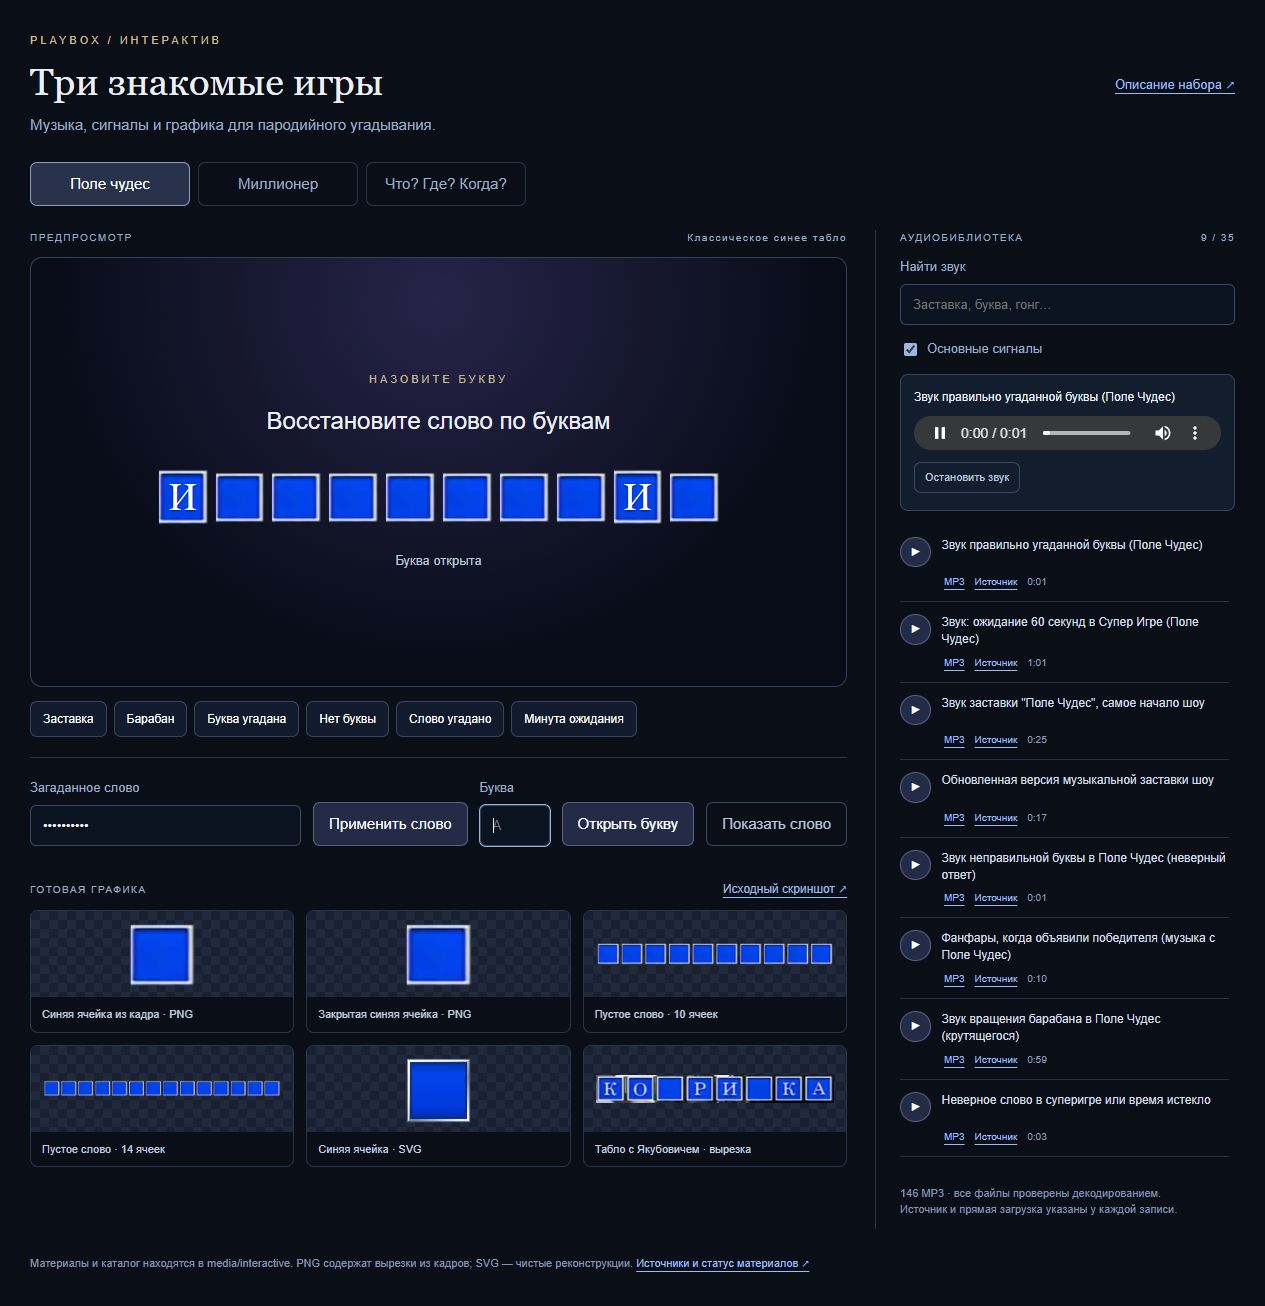 PLAYBOX / ИНТЕРАКТИВ
Три знакомые игры
Описание набора ↗
Музыка, сигналы и графика для пародийного угадывания.
Поле чудес
Миллионер
Что? Где? Когда?
ПРЕДПРОСМОТР
Классическое синее табло
НАЗОВИТЕ БУКВУ
Восстановите слово по буквам
И И
Буква открыта
Заставка
Барабан
Буква угадана
Нет буквы
Слово угадано
Минута ожидания
Загаданное слово
Буква
••••••••••
Применить слово
А
Открыть букву
Показать слово
ГОТОВАЯ ГРАФИКА
Исходный скриншот ↗
Синяя ячейка из кадра · PNG
Закрытая синяя ячейка · PNG
Пустое слово · 10 ячеек
К О Р И К А
Пустое слово · 14 ячеек
Синяя ячейка · SVG
Табло с Якубовичем · вырезка
АУДИОБИБЛИОТЕКА
9 / 35
Найти звук
Заставка, буква, гонг…
Основные сигналы
Звук правильно угаданной буквы (Поле Чудес)
0:00 / 0:01
Остановить звук
Звук правильно угаданной буквы (Поле Чудес)
MP3 Источник 0:01
Звук: ожидание 60 секунд в Супер Игре (Поле
Чудес)
MP3 Источник 1:01
Звук заставки "Поле Чудес", самое начало шоу
MP3 Источник 0:25
Обновленная версия музыкальной заставки шоу
MP3 Источник 0:17
Звук неправильной буквы в Поле Чудес (неверный
ответ)
MP3 Источник 0:01
Фанфары, когда объявили победителя (музыка с
Поле Чудес)
MP3 Источник 0:10
Звук вращения барабана в Поле Чудес
(крутящегося)
MP3 Источник 0:59
Неверное слово в суперигре или время истекло
MP3 Источник 0:03
146 MP3 · все файлы проверены декодированием.
Источник и прямая загрузка указаны у каждой записи.
Материалы и каталог находятся в media/interactive. PNG содержат вырезки из кадров; SVG — чистые реконструкции. Источники и статус материалов ↗